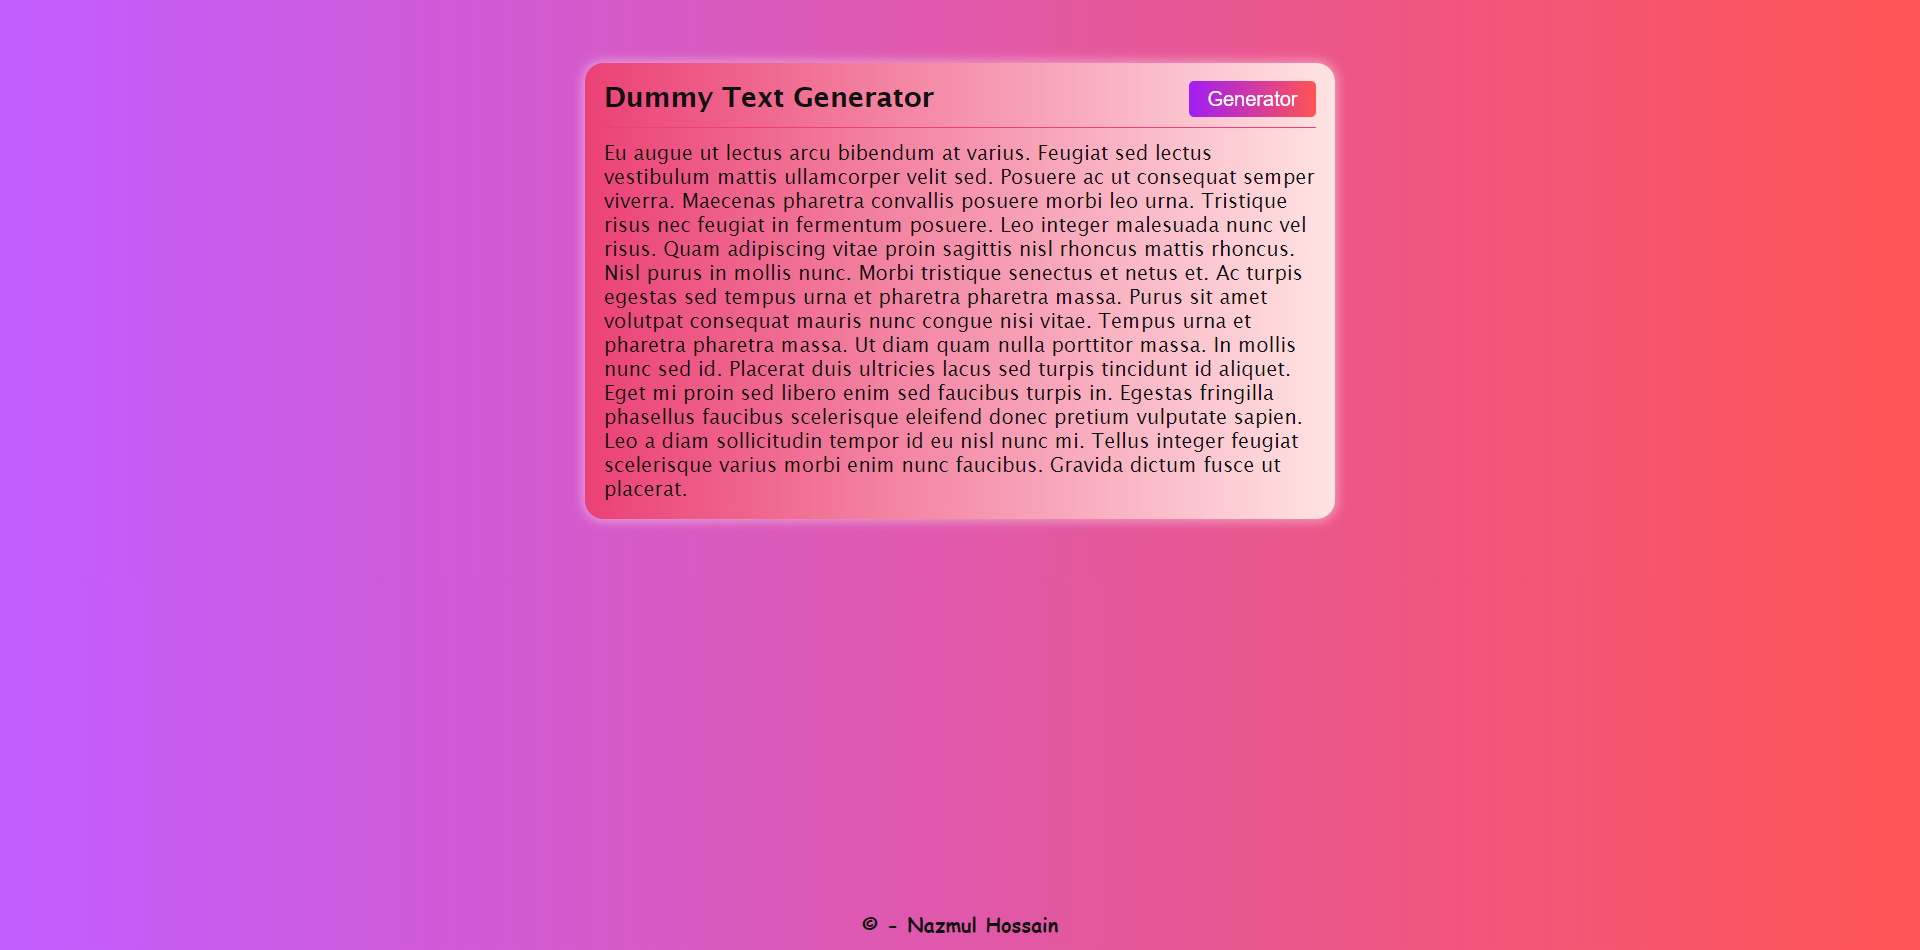 Dummy Text Generator
Generator
Eu augue ut lectus arcu bibendum at varius. Feugiat sed lectus
vestibulum mattis ullamcorper velit sed. Posuere ac ut consequat semper
viverra. Maecenas pharetra convallis posuere morbi leo urna. Tristique
risus nec feugiat in fermentum posuere. Leo integer malesuada nunc vel
risus. Quam adipiscing vitae proin sagittis nisl rhoncus mattis rhoncus.
Nisl purus in mollis nunc. Morbi tristique senectus et netus et. Ac turpis
egestas sed tempus urna et pharetra pharetra massa. Purus sit amet
volutpat consequat mauris nunc congue nisi vitae. Tempus urna et
pharetra pharetra massa. Ut diam quam nulla porttitor massa. In mollis
nunc sed id. Placerat duis ultricies lacus sed turpis tincidunt id aliquet.
Eget mi proin sed libero enim sed faucibus turpis in. Egestas fringilla
phasellus faucibus scelerisque eleifend donec pretium vulputate sapien.
Leo a diam sollicitudin tempor id eu nisl nunc mi. Tellus integer feugiat
scelerisque varius morbi enim nunc faucibus. Gravida dictum fusce ut
placerat.
© - Nazmul Hossain